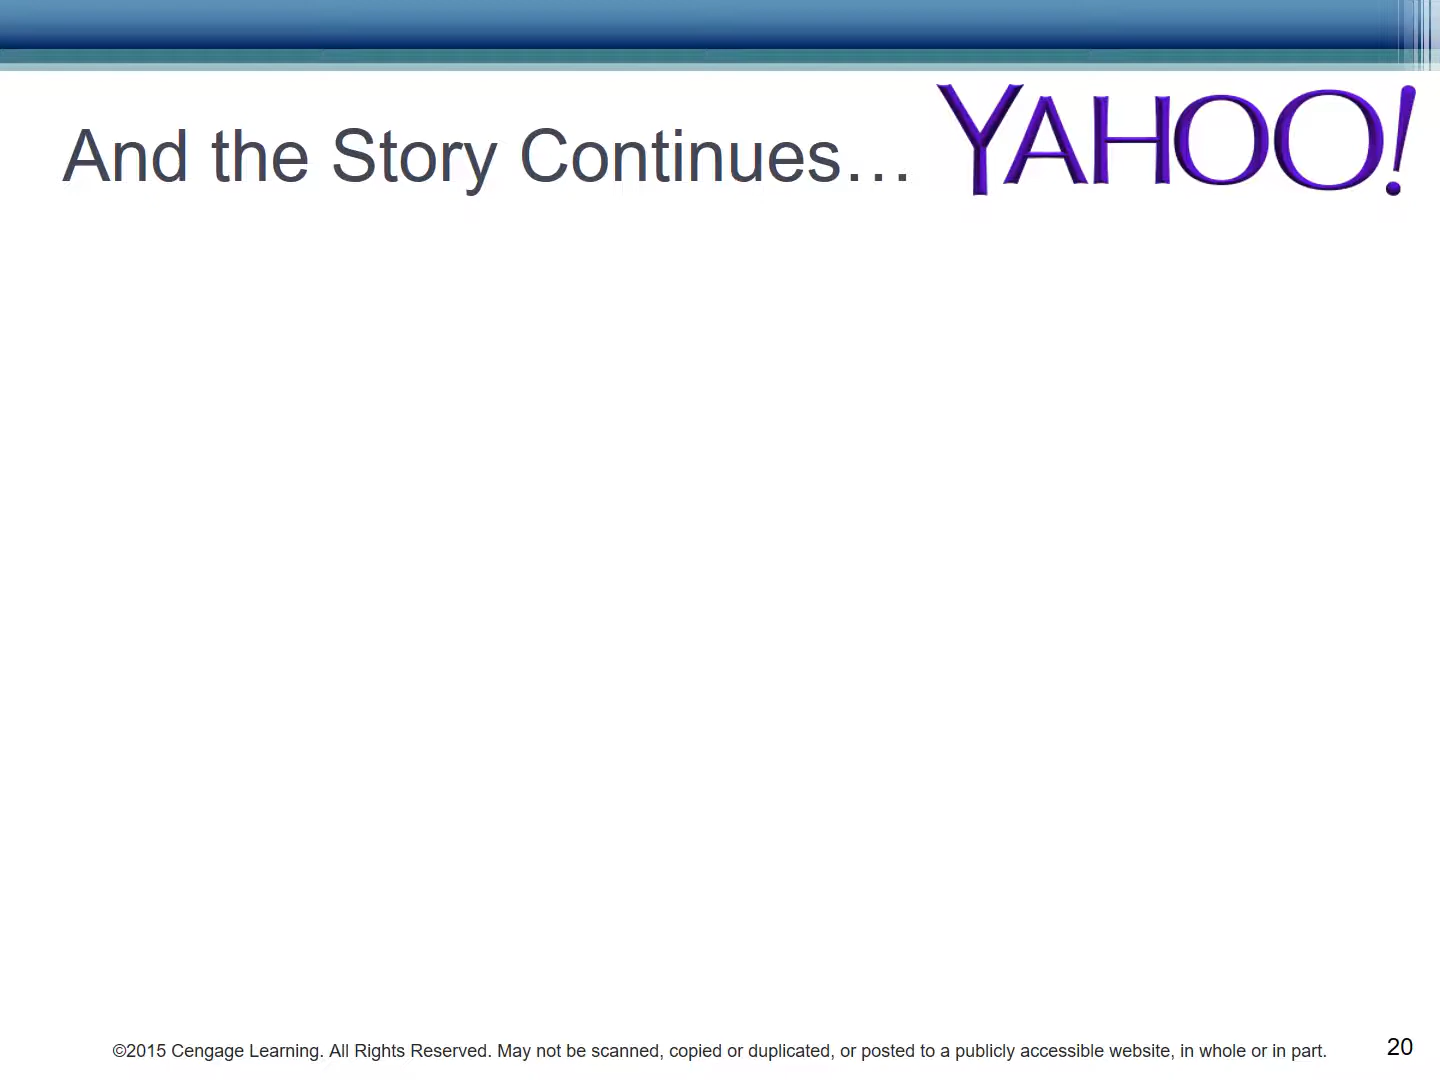 And the Story Continues…
YAHOO!
©2015 Cengage Learning. All Rights Reserved. May not be scanned, copied or duplicated, or posted to a publicly accessible website, in whole or in part.
20